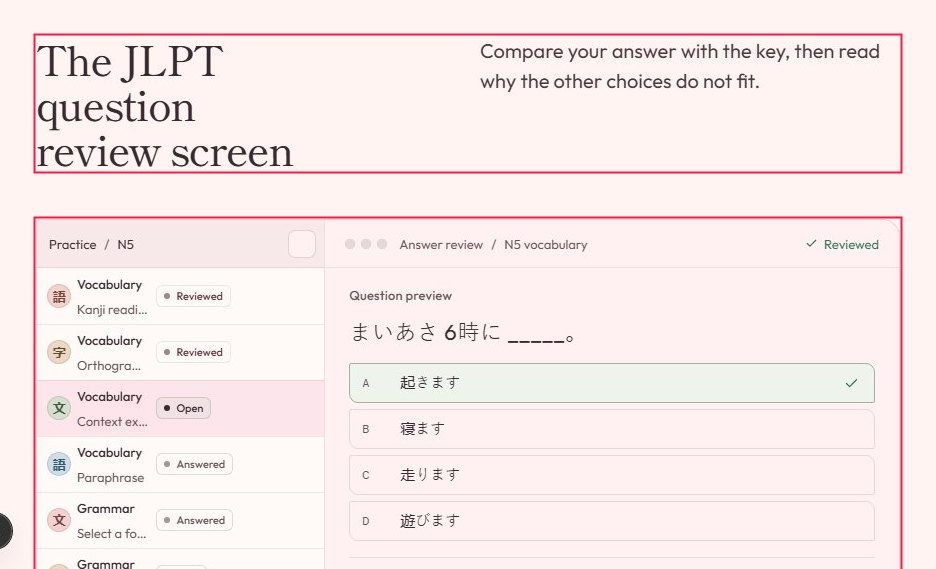 The JLPT
question
review screen
Compare your answer with the key, then read
why the other choices do not fit.
Practice / N5
語 Vocabulary
Kanji readi...
Reviewed
字 Vocabulary
Orthogra...
Reviewed
文 Vocabulary
Context ex...
Open
語 Vocabulary
Paraphrase
Answered
文 Grammar
Select a fo...
Answered
Grammar
Answer review / N5 vocabulary
Reviewed
Question preview
まいあさ 6時に _____。
A 起きます
B 寝ます
C 走ります
D 遊びます